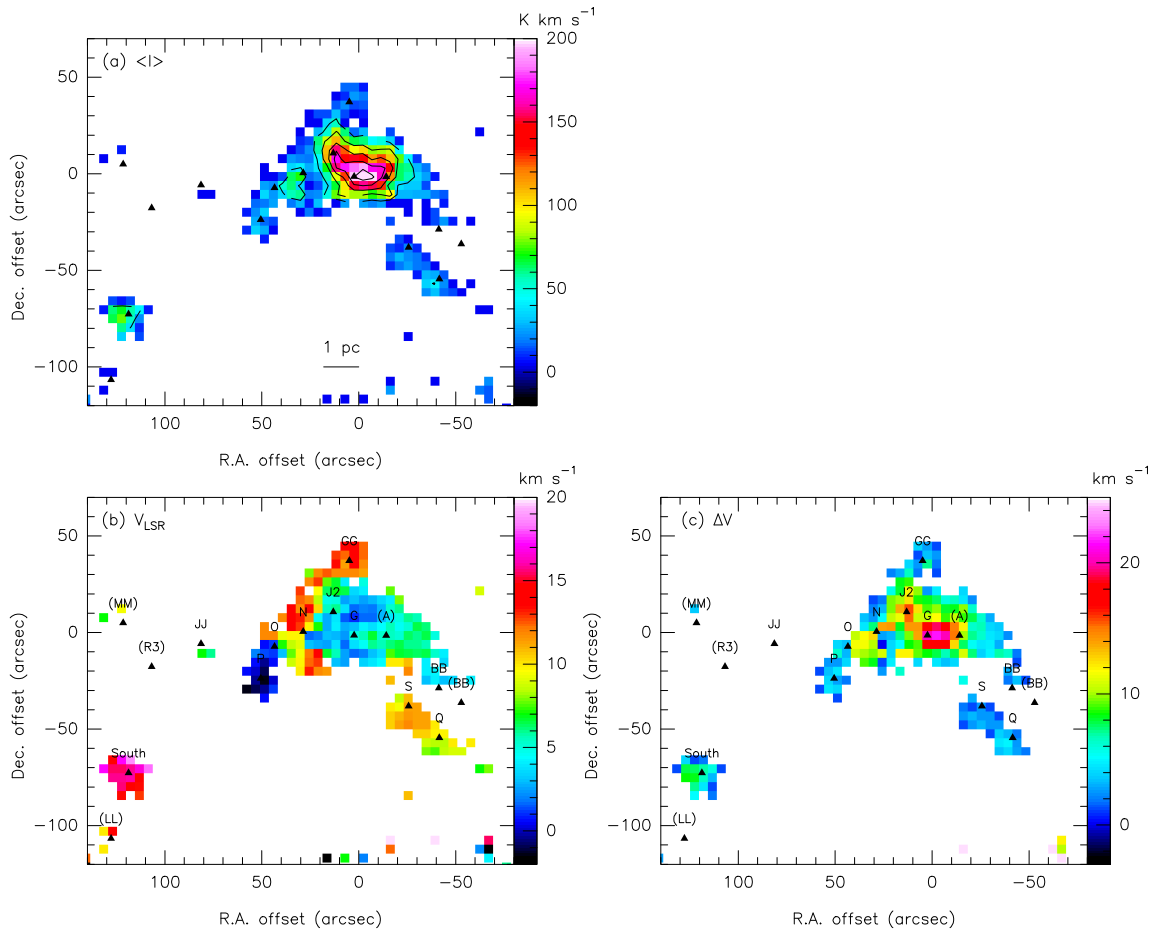 K km s⁻¹
(a) <I>
200
150
100
50
0
50
0
−50
−100
Dec. offset (arcsec)
1 pc
100 50 0 −50
R.A. offset (arcsec)
km s⁻¹
(b) V_LSR
20
15
10
5
0
50
0
−50
−100
Dec. offset (arcsec)
GG
(MM)
J2
N
G
(A)
JJ
O
(R3)
P
BB
(BB)
S
Q
South
(LL)
100 50 0 −50
R.A. offset (arcsec)
km s⁻¹
(c) ΔV
20
10
0
50
0
−50
−100
Dec. offset (arcsec)
GG
(MM)
J2
N
G
(A)
JJ
O
(R3)
P
BB
(BB)
S
Q
South
(LL)
100 50 0 −50
R.A. offset (arcsec)